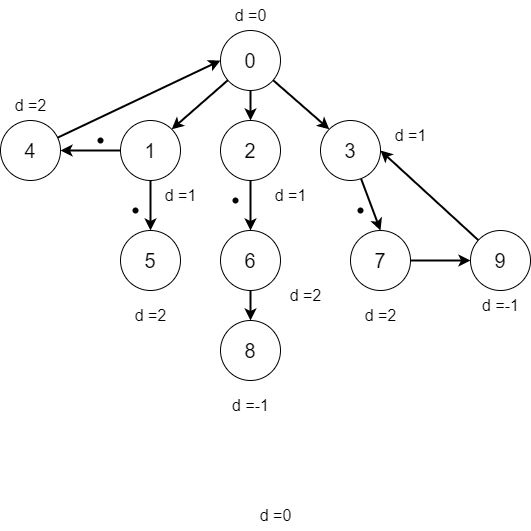 d =0
0
d =2
4
1
2
3
d =1
d =1
d =1
5
6
7
9
d =2
d =2
d =2
d =-1
8
d =-1
d =0